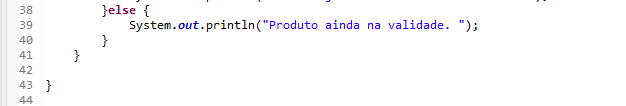 38 }else {
39 System.out.println("Produto ainda na validade. ");
40 }
41 }
42
43 }
44